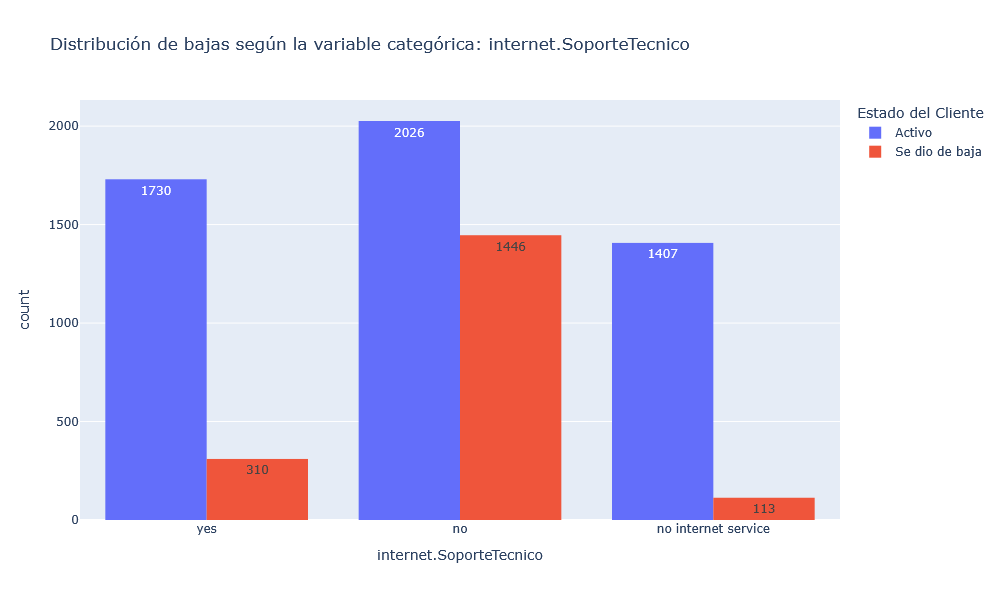 Distribución de bajas según la variable categórica: internet.SoporteTecnico
Estado del Cliente
Activo
Se dio de baja
count
2000
1500
1000
500
0
1730
310
2026
1446
1407
113
yes
no
no internet service
internet.SoporteTecnico